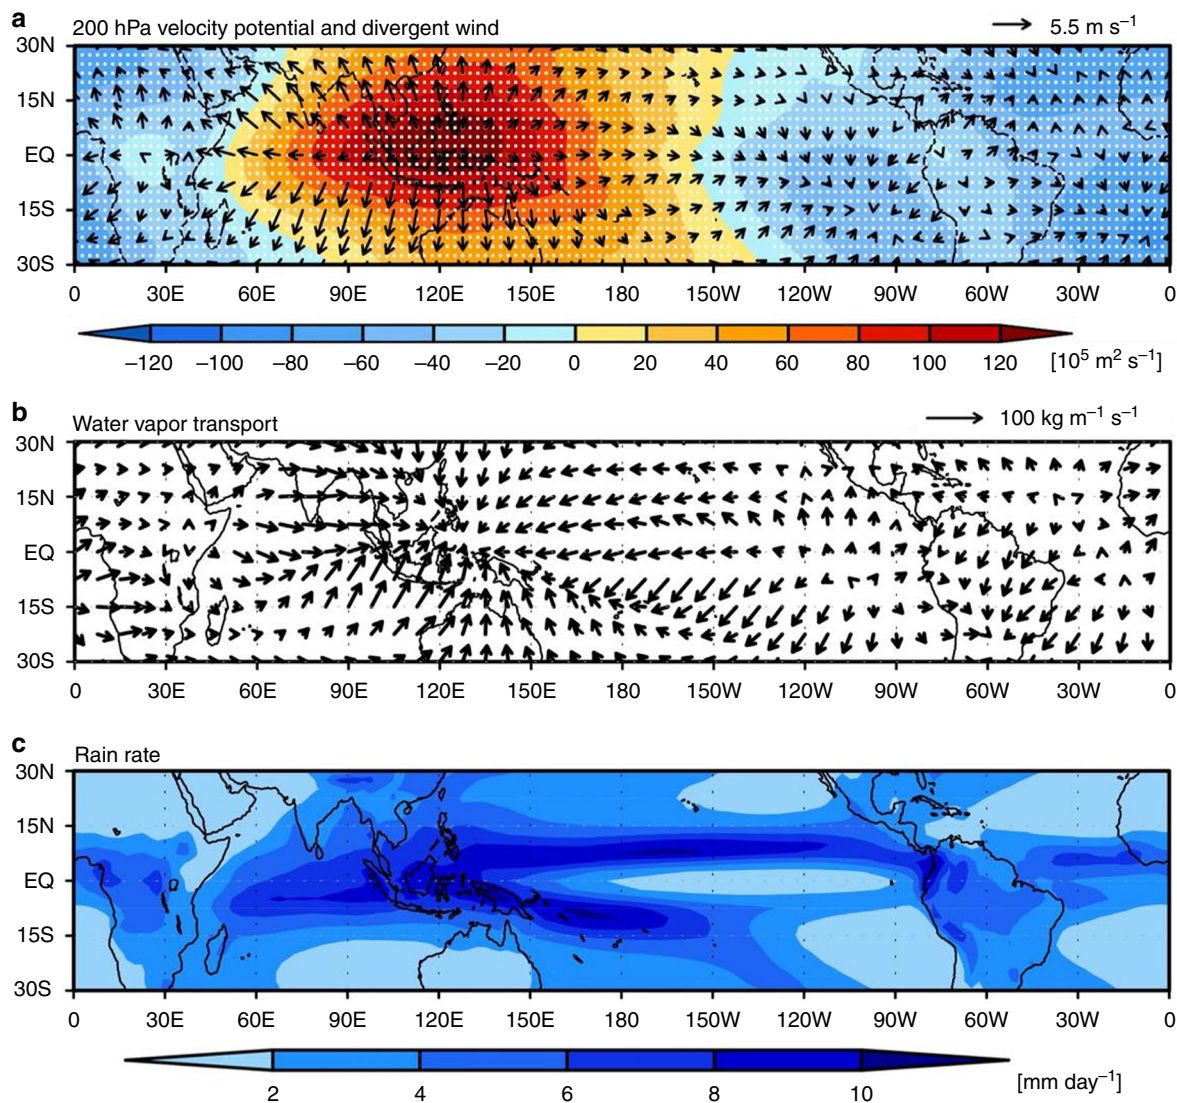 a
200 hPa velocity potential and divergent wind
5.5 m s⁻¹
30N
15N
EQ
15S
30S
0 30E 60E 90E 120E 150E 180 150W 120W 90W 60W 30W 0
−120 −100 −80 −60 −40 −20 0 20 40 60 80 100 120 [10⁵ m² s⁻¹]
b
Water vapor transport
100 kg m⁻¹ s⁻¹
30N
15N
EQ
15S
30S
0 30E 60E 90E 120E 150E 180 150W 120W 90W 60W 30W 0
c
Rain rate
30N
15N
EQ
15S
30S
0 30E 60E 90E 120E 150E 180 150W 120W 90W 60W 30W 0
2 4 6 8 10 [mm day⁻¹]